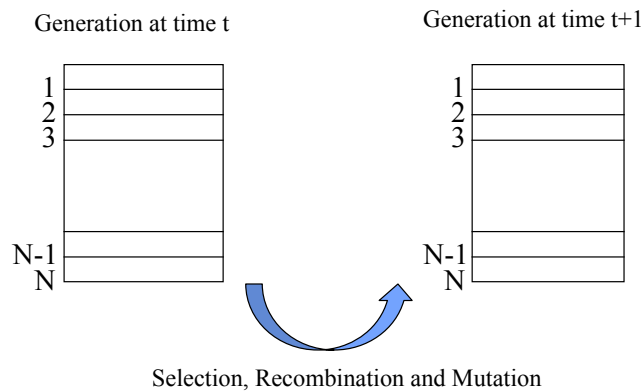 Generation at time t
Generation at time t+1
1
2
3
N-1
N
1
2
3
N-1
N
Selection, Recombination and Mutation